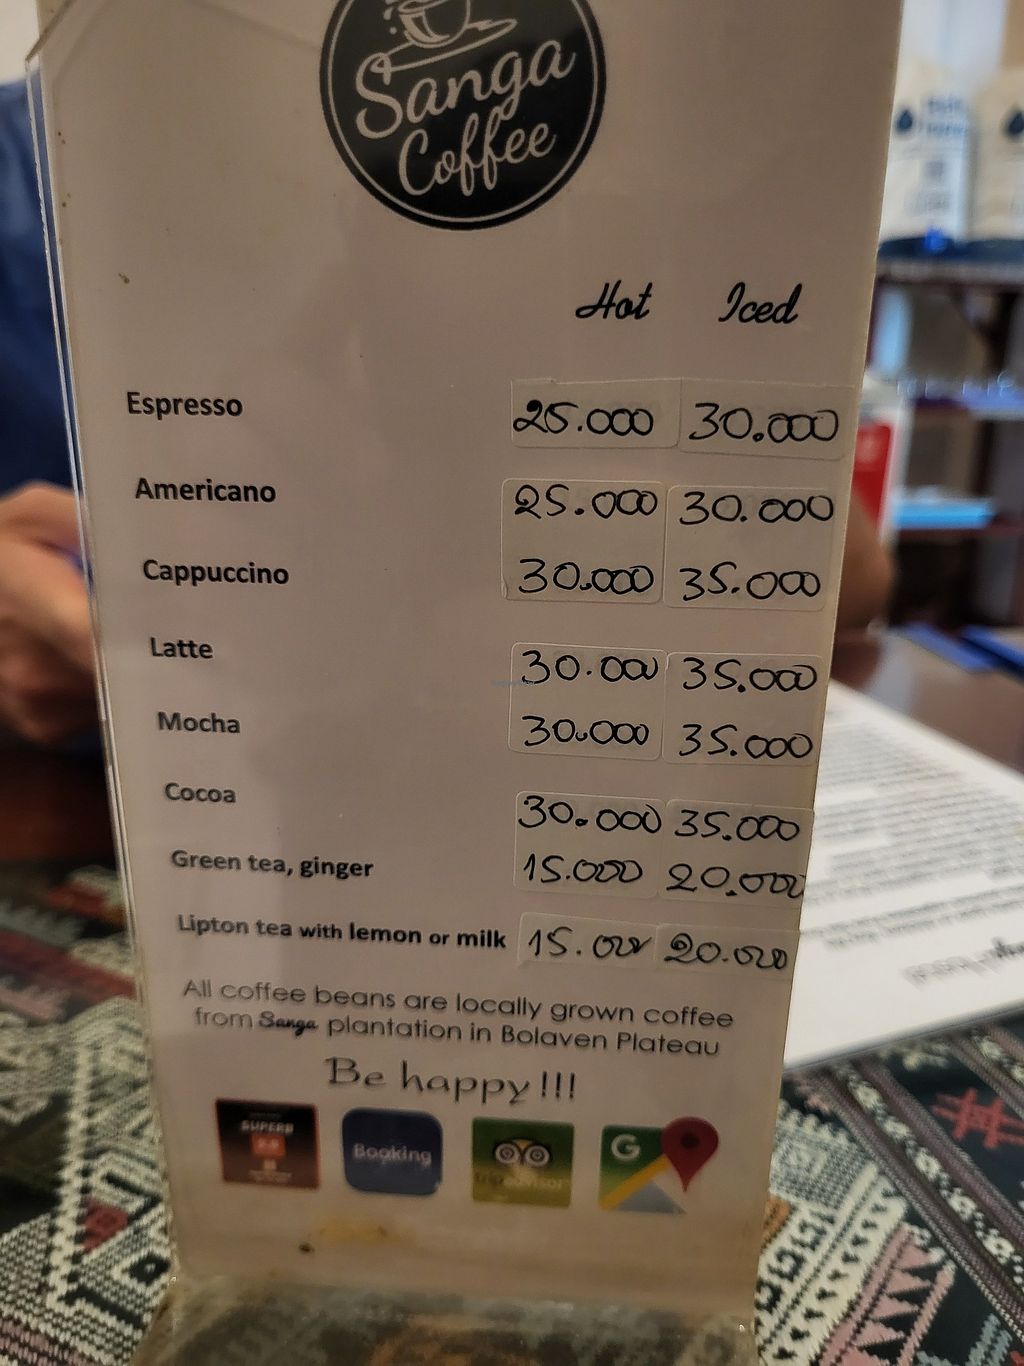 Sanga
Coffee
Hot Iced
Espresso 25.000 30.000
Americano 25.000 30.000
Cappuccino 30.000 35.000
Latte 30.000 35.000
Mocha 30.000 35.000
Cocoa 30.000 35.000
Green tea, ginger 15.000 20.000
Lipton tea with lemon or milk 15.000 20.000
All coffee beans are locally grown coffee
from Sanga plantation in Bolaven Plateau
Be happy!!!
SUPERB
Booking
tripadvisor
G